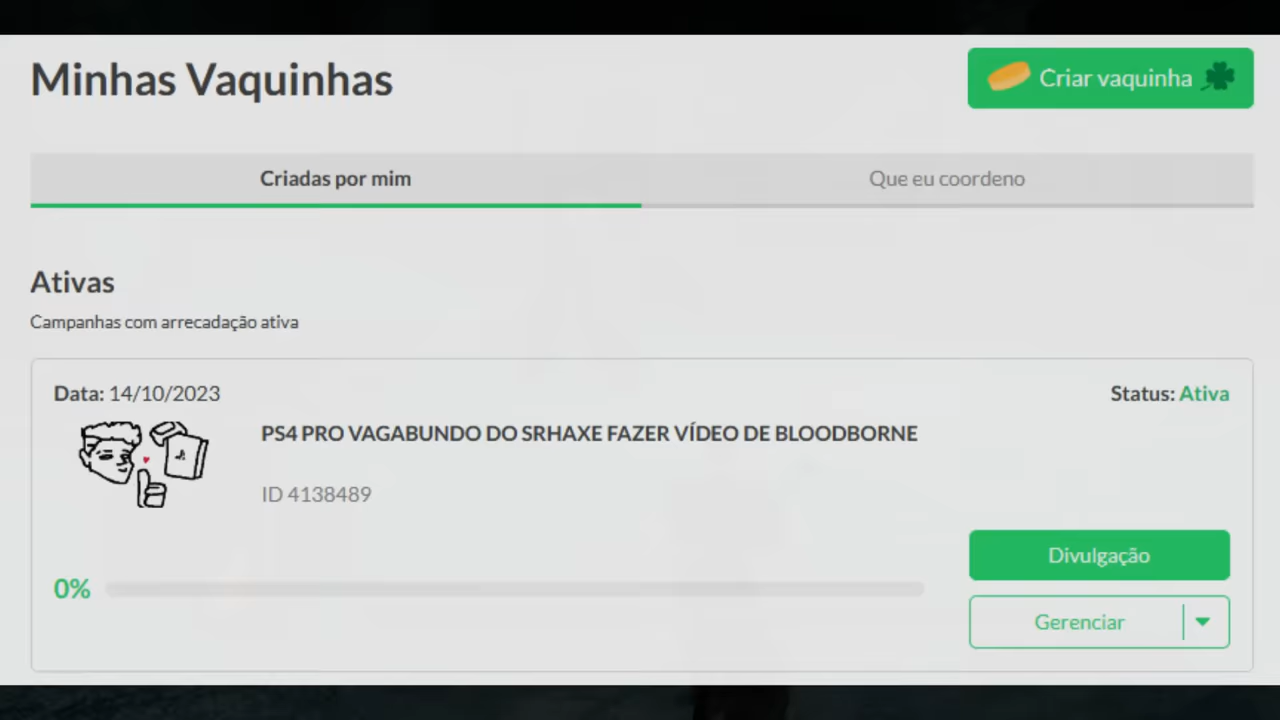 Minhas Vaquinhas
Criar vaquinha
Criadas por mim
Que eu coordeno
Ativas
Campanhas com arrecadação ativa
Data: 14/10/2023
Status: Ativa
PS4 PRO VAGABUNDO DO SRHAXE FAZER VÍDEO DE BLOODBORNE
ID 4138489
Divulgação
0%
Gerenciar